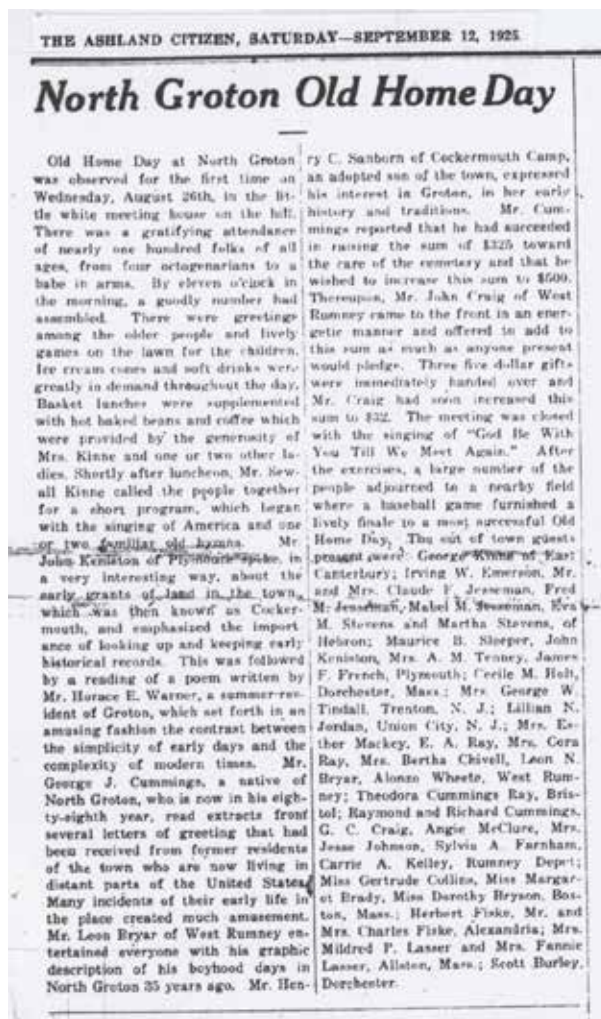 THE ASHLAND CITIZEN, SATURDAY—SEPTEMBER 12, 1925
North Groton Old Home Day
Old Home Day at North Groton
was observed for the first time on
Wednesday, August 26th, in the lit-
tle white meeting house on the hill.
There was a gratifying attendance
of nearly one hundred folks of all
ages, from four octogenarians to a
babe in arms. By eleven o'clock in
the morning, a goodly number had
assembled. There were greetings
among the older people and lively
games on the lawn for the children.
Ice cream cones and soft drinks were
greatly in demand throughout the day.
Basket lunches were supplemented
with hot baked beans and coffee which
were provided by the generosity of
Mrs. Kinne and one or two other la-
dies. Shortly after luncheon, Mr. Sew-
all Kinne called the people together
for a short program, which began
with the singing of America and one
or two familiar old hymns. Mr.
John Keniston of Plymouth spoke, in
a very interesting way, about the
early grants of land in the town,
which was then known as Cocker-
mouth, and emphasized the import
ance of looking up and keeping early
historical records. This was followed
by a reading of a poem written by
Mr. Horace E. Warner, a summer res-
ident of Groton, which set forth in an
amusing fashion the contrast between
the simplicity of early days and the
complexity of modern times. Mr.
George J. Cummings, a native of
North Groton, who is now in his eigh-
ty-eighth year, read extracts from
several letters of greeting that had
been received from former residents
of the town who are now living in
distant parts of the United States.
Many incidents of their early life in
the place created much amusement.
Mr. Leon Bryar of West Rumney en-
tertained everyone with his graphic
description of his boyhood days in
North Groton 35 years ago. Mr. Hen-
ry C. Sanborn of Cockermouth Camp,
an adopted son of the town, expressed
his interest in Groton, in her early
history and traditions. Mr. Cum-
mings reported that he had succeeded
in raising the sum of $325 toward
the care of the cemetery and that he
wished to increase this sum to $500.
Thereupon, Mr. John Craig of West
Rumney came to the front in an ener-
getic manner and offered to add to
this sum as much as anyone present
would pledge. Three five dollar gifts
were immediately handed over and
Mr. Craig had soon increased this
sum to $32. The meeting was closed
with the singing of "God Be With
You Till We Meet Again." After
the exercises, a large number of the
people adjourned to a nearby field
where a baseball game furnished a
lively finale to a most successful Old
Home Day. The out of town guests
present were: George Kinne of East
Canterbury; Irving W. Emerson, Mr.
and Mrs. Claude F. Jesseman, Fred
M. Jesseman, Mabel M. Jesseman, Eva
M. Stevens and Martha Stevens, of
Hebron; Maurice B. Sleeper, John
Keniston, Mrs. A. M. Tenney, James
F. French, Plymouth; Cecile M. Holt,
Dorchester, Mass.; Mrs. George W.
Tindall, Trenton, N. J.; Lillian N.
Jordan, Union City, N. J.; Mrs. Es-
ther Mackey, E. A. Ray, Mrs. Cora
Ray, Mrs. Bertha Chivell, Leon N.
Bryar, Alonzo Wheete, West Rum-
ney; Theodora Cummings Ray, Bris-
tol; Raymond and Richard Cummings,
G. C. Craig, Angie McClure, Mrs.
Jesse Johnson, Sylvia A. Farnham,
Carrie A. Kelley, Rumney Depot;
Miss Gertrude Collins, Miss Margar-
et Brady, Miss Dorothy Bryson, Bos-
ton, Mass.; Herbert Fiske, Mr. and
Mrs. Charles Fiske, Alexandria; Mrs.
Mildred P. Lasser and Mrs. Fannie
Lasser, Allston, Mass.; Scott Burley,
Dorchester.